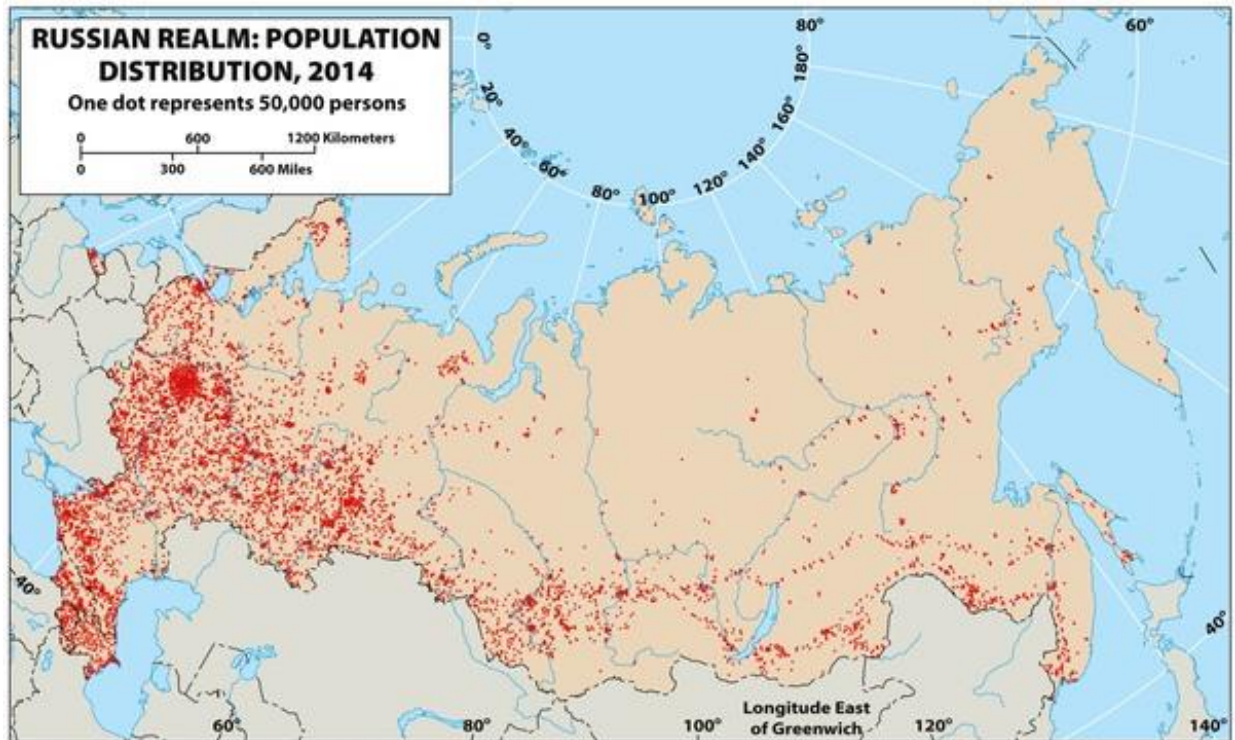 RUSSIAN REALM: POPULATION
DISTRIBUTION, 2014
One dot represents 50,000 persons
0 600 1200 Kilometers
0 300 600 Miles
80°
60°
0°
20°
40°
60°
80°
100°
120°
140°
160°
180°
40°
40°
Longitude East
of Greenwich
60°
80°
100°
120°
140°